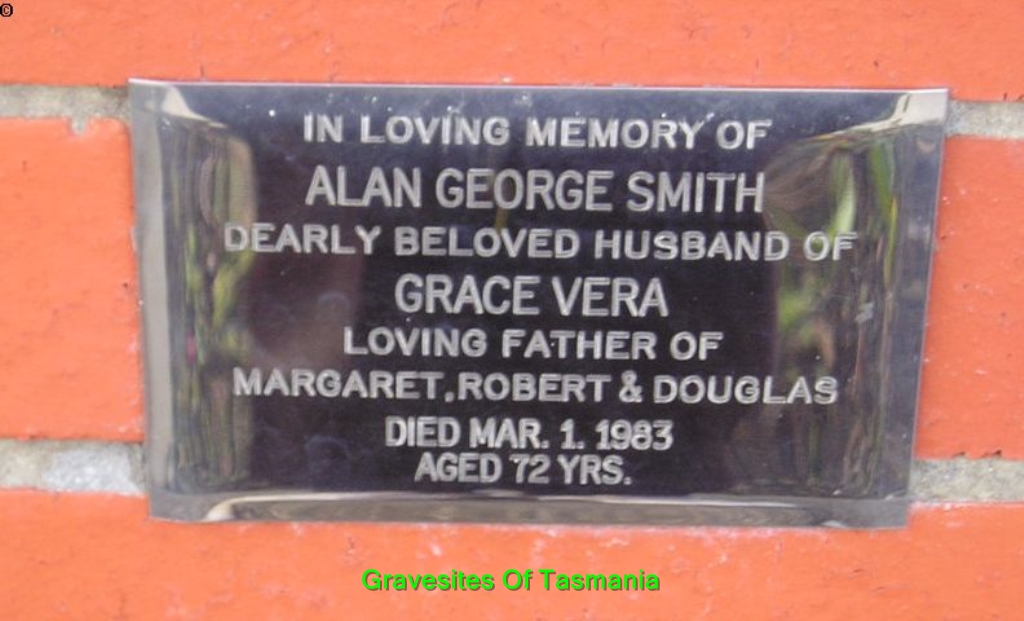 ©
IN LOVING MEMORY OF
ALAN GEORGE SMITH
DEARLY BELOVED HUSBAND OF
GRACE VERA
LOVING FATHER OF
MARGARET, ROBERT & DOUGLAS
DIED MAR. 1. 1983
AGED 72 YRS.
Gravesites Of Tasmania